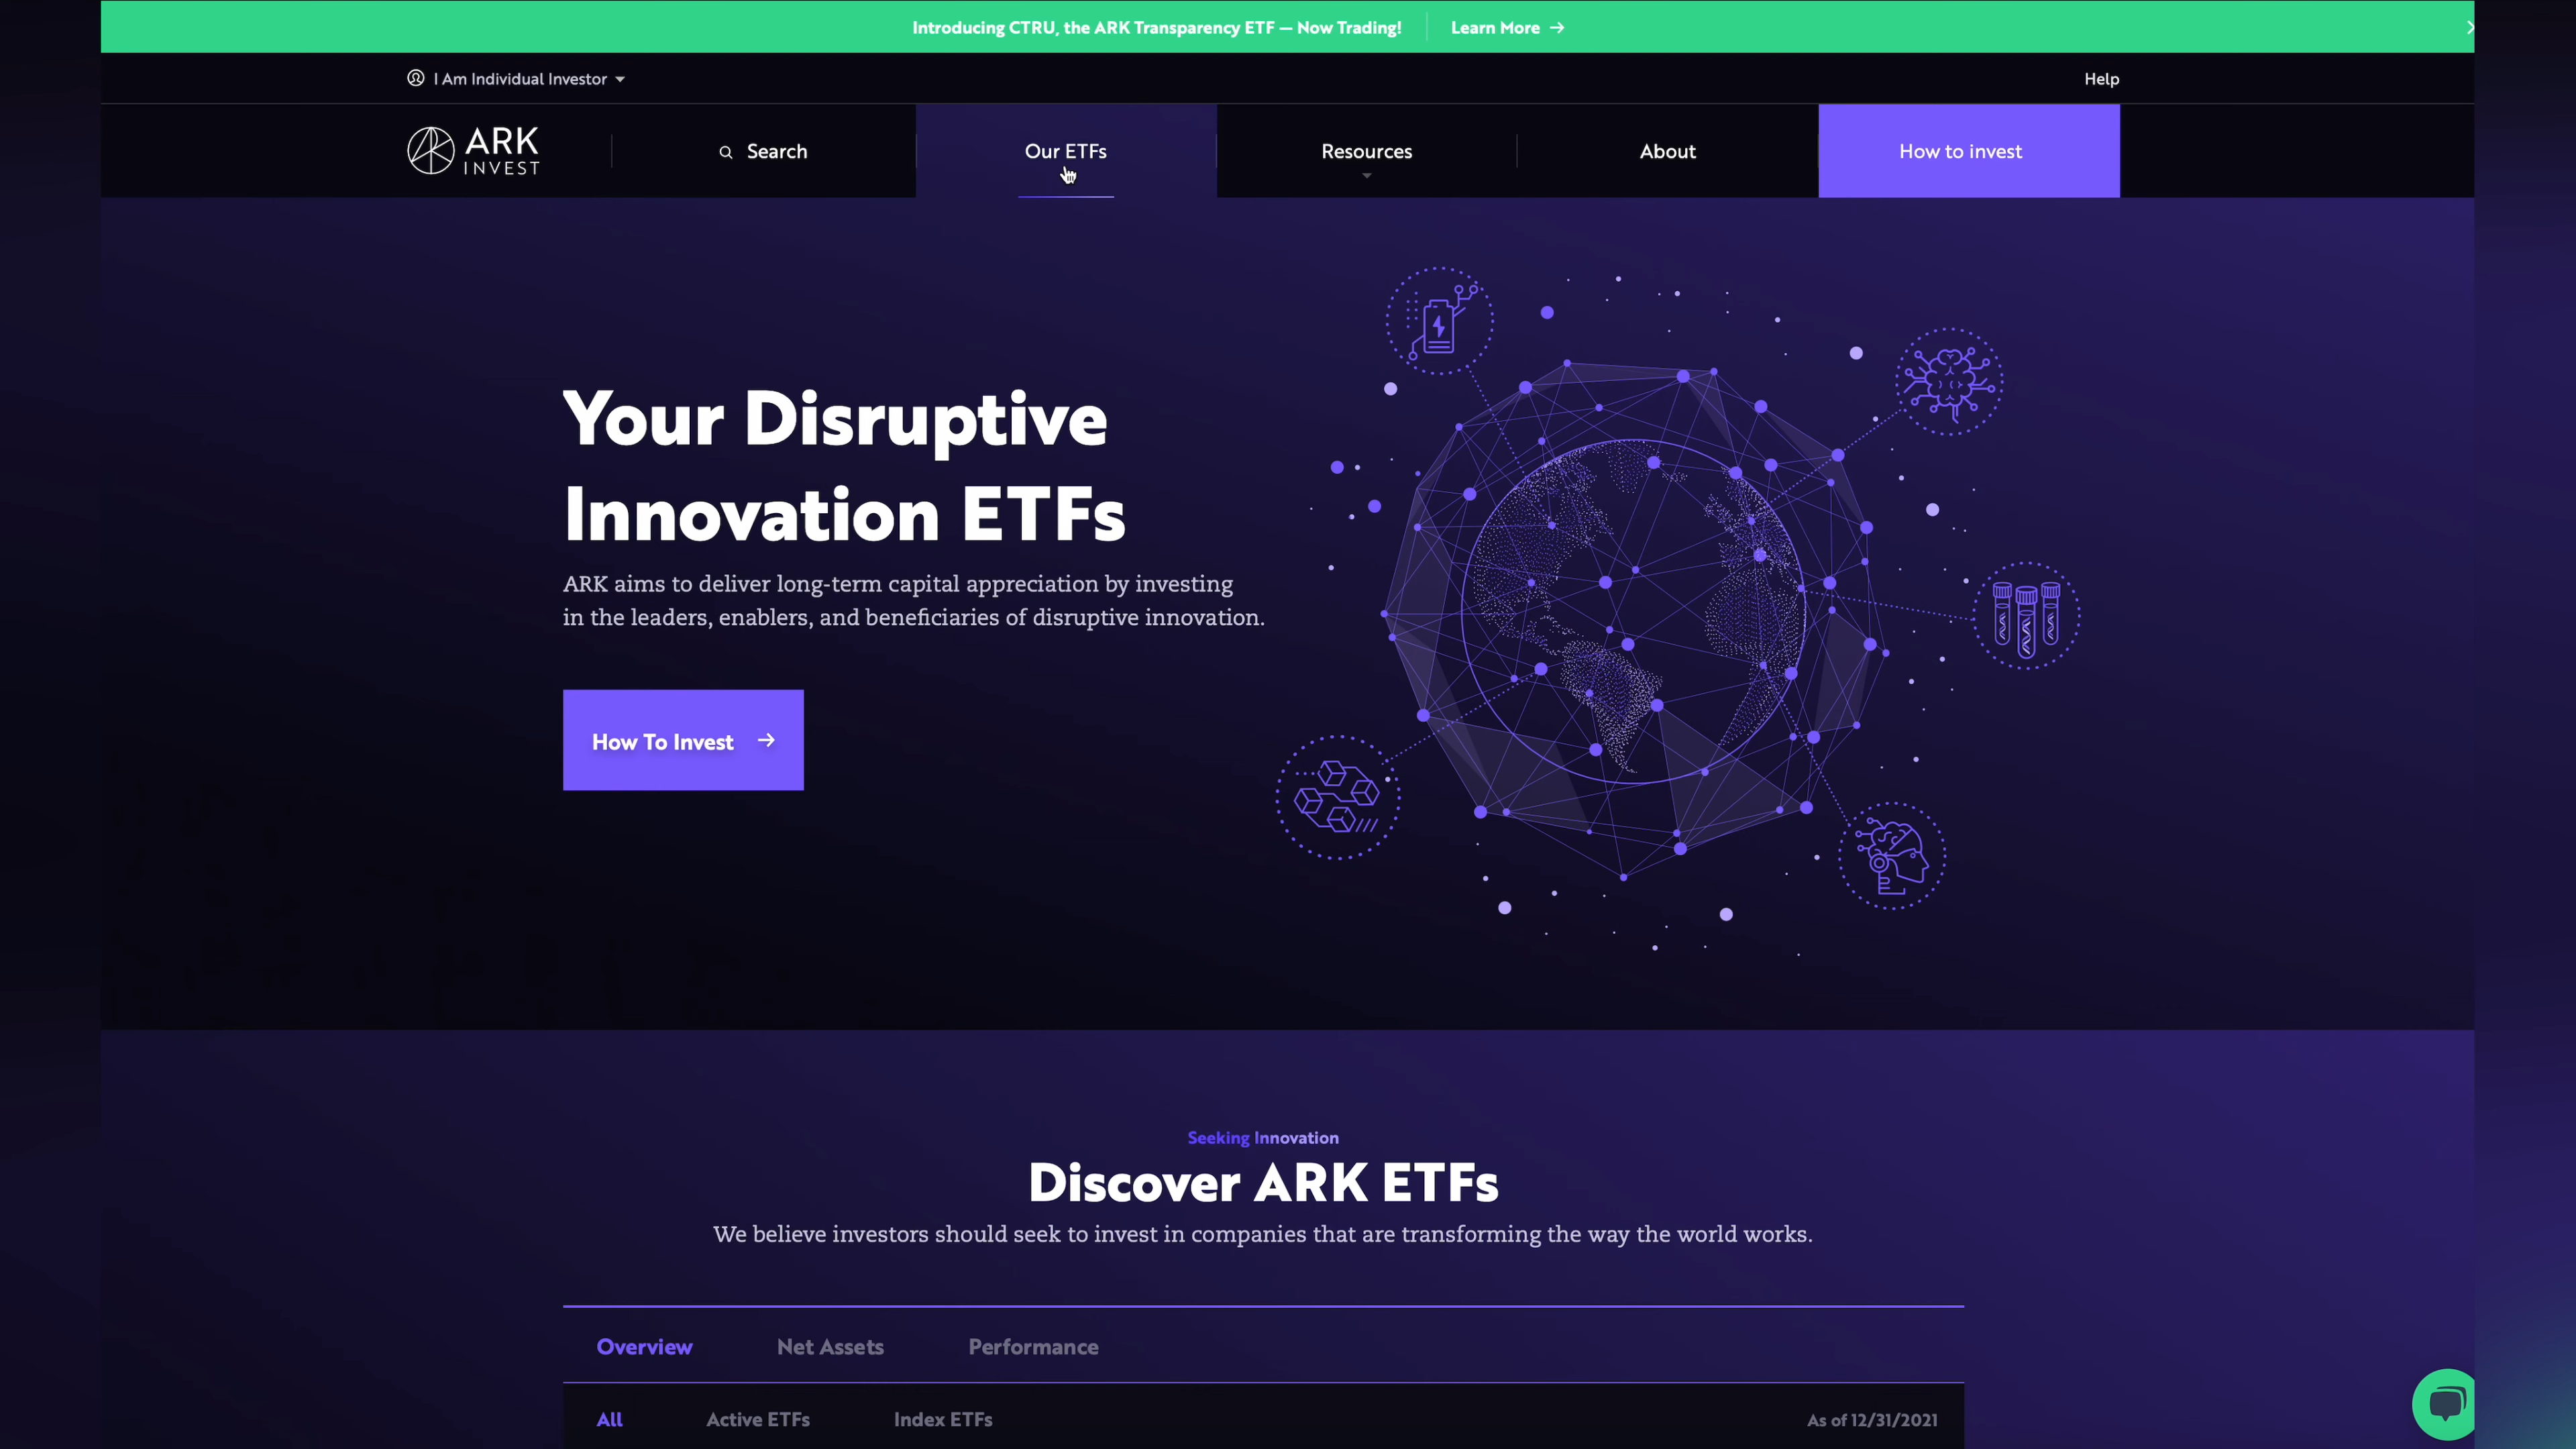 Introducing CTRU, the ARK Transparency ETF — Now Trading!
Learn More
I Am Individual Investor
Help
ARK
INVEST
Search
Our ETFs
Resources
About
How to invest
Your Disruptive
Innovation ETFs
ARK aims to deliver long-term capital appreciation by investing
in the leaders, enablers, and beneficiaries of disruptive innovation.
How To Invest
Seeking Innovation
Discover ARK ETFs
We believe investors should seek to invest in companies that are transforming the way the world works.
Overview
Net Assets
Performance
All
Active ETFs
Index ETFs
As of 12/31/2021